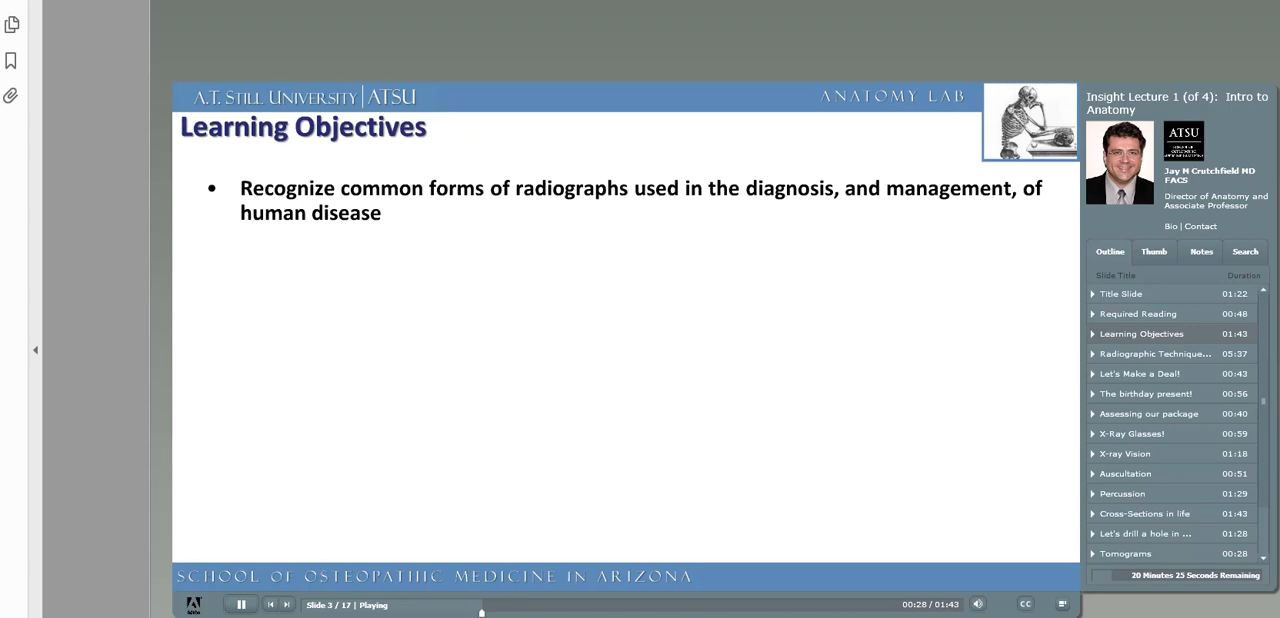 A.T. STILL UNIVERSITY | ATSU
ANATOMY LAB
Learning Objectives
• Recognize common forms of radiographs used in the diagnosis, and management, of
human disease
SCHOOL OF OSTEOPATHIC MEDICINE IN ARIZONA
Slide 3 / 17 | Playing
00:28 / 01:43
CC
Insight Lecture 1 (of 4): Intro to
Anatomy
ATSU
Jay M Crutchfield MD
FACS
Director of Anatomy and
Associate Professor
Bio | Contact
Outline Thumb Notes Search
Slide Title Duration
Title Slide 01:22
Required Reading 00:48
Learning Objectives 01:43
Radiographic Technique... 05:37
Let's Make a Deal! 00:43
The birthday present! 00:56
Assessing our package 00:40
X-Ray Glasses! 00:59
X-ray Vision 01:18
Auscultation 00:51
Percussion 01:29
Cross-Sections in life 01:43
Let's drill a hole in ... 01:28
Tomograms 00:28
20 Minutes 25 Seconds Remaining